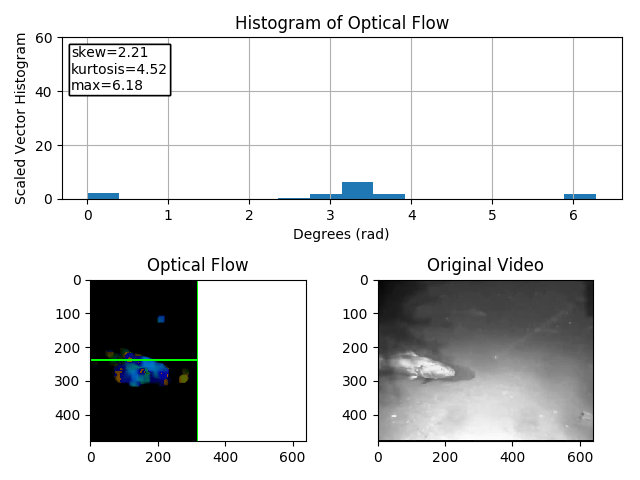 Histogram of Optical Flow
Scaled Vector Histogram
60
40
20
0
skew=2.21
kurtosis=4.52
max=6.18
0 1 2 3 4 5 6
Degrees (rad)
Optical Flow
0
100
200
300
400
0 200 400 600
Original Video
0
100
200
300
400
0 200 400 600